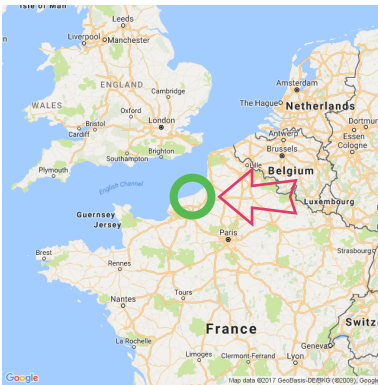 Isle of Man
Leeds
Liverpool
Manchester
ENGLAND
Cambridge
Amsterdam
WALES
Oxford
The Hague
Netherlands
Bristol
London
Dortmun
Cardiff
Antwerp
Essen
Southampton
Brighton
Brussels
Cologne
Plymouth
Lille
Belgium
English Channel
Luxembourg
Guernsey
Jersey
Paris
Brest
Strasbourg
Rennes
Nantes
Tours
France
Switz
La Rochelle
Geneva
Limoges
Clermont-Ferrand
Lyon
Google
Map data ©2017 GeoBasis-DE/BKG (©2009), Googl